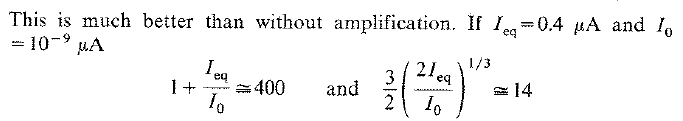 This is much better than without amplification. If I_eq=0.4 μA and I_0
=10⁻⁹ μA
1+ I_eq/I_0 ≅400 and 3/2 (2I_eq/I_0)^1/3 ≅14